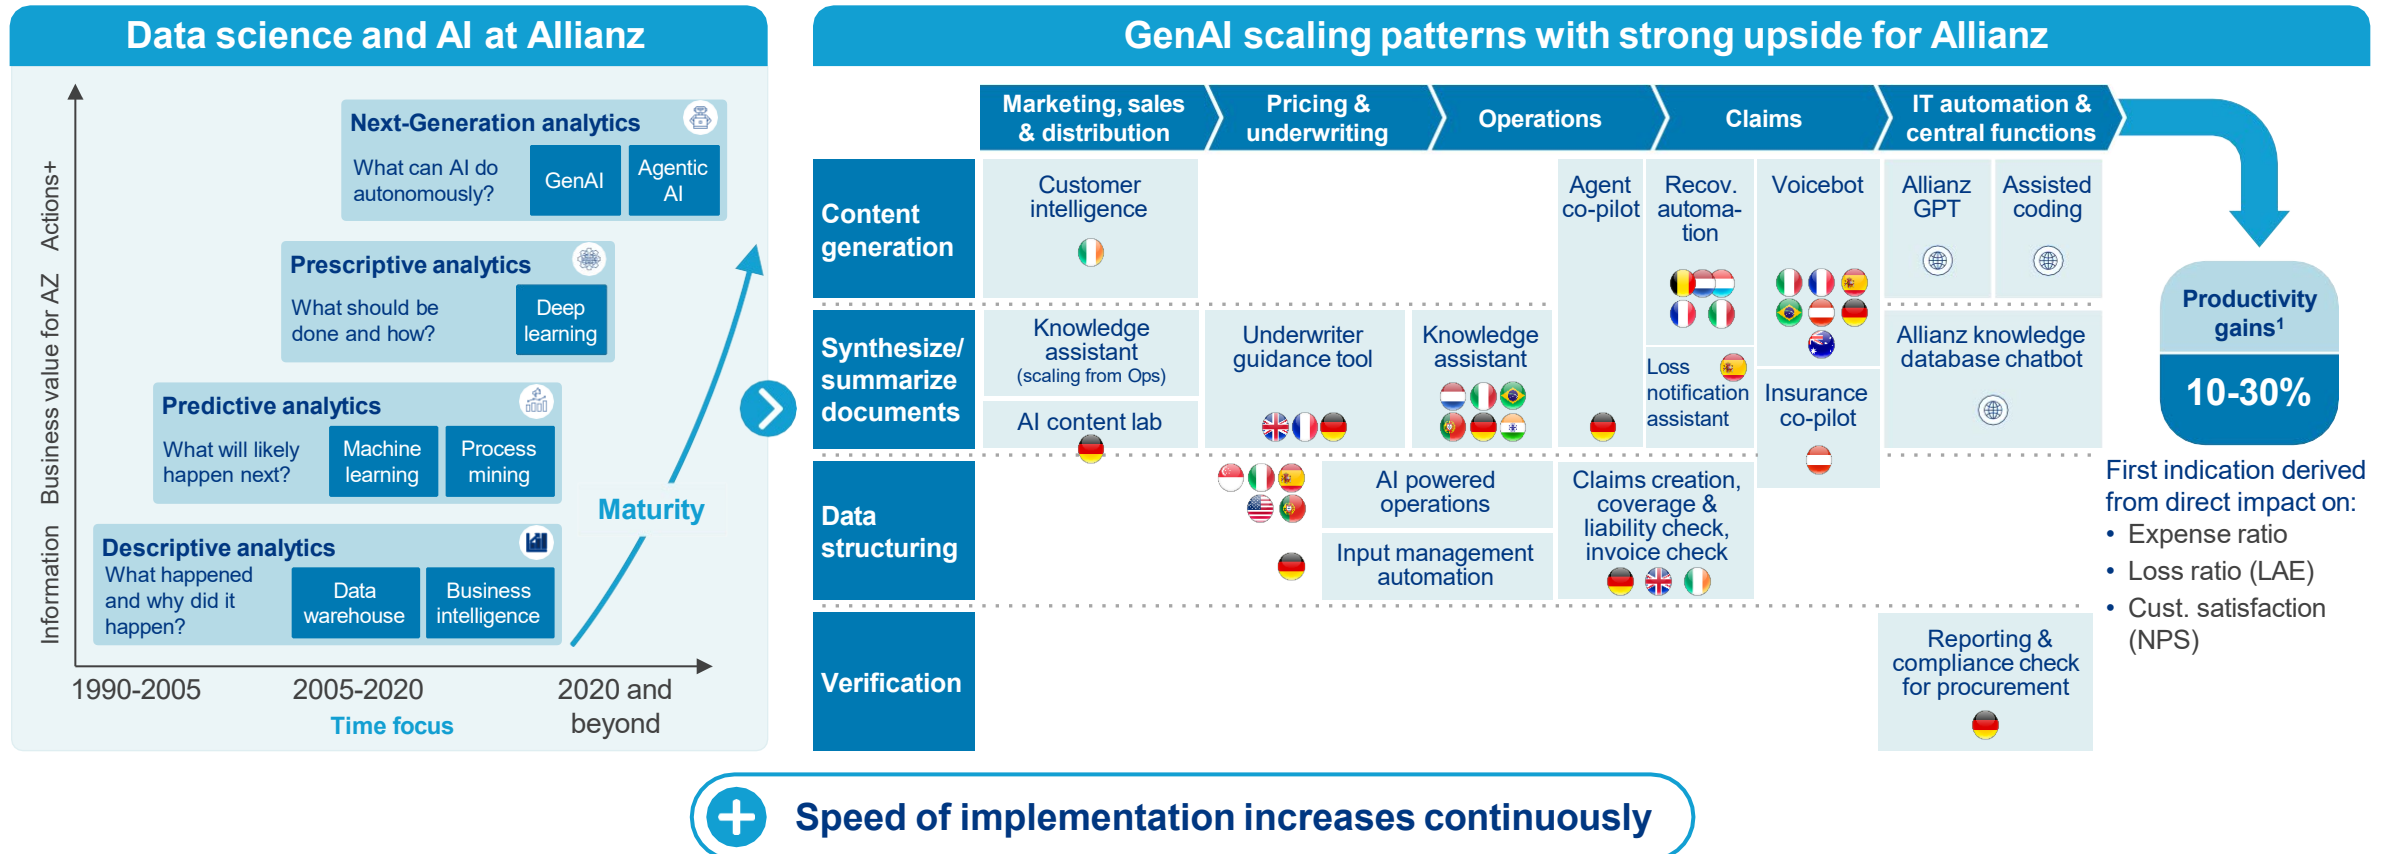 Data science and AI at Allianz
Information Business value for AZ Actions+
Next-Generation analytics
What can AI do
autonomously?
GenAI
Agentic
AI
Prescriptive analytics
What should be
done and how?
Deep
learning
Predictive analytics
What will likely
happen next?
Machine
learning
Process
mining
Maturity
Descriptive analytics
What happened
and why did it
happen?
Data
warehouse
Business
intelligence
1990-2005
2005-2020
2020 and
beyond
Time focus
GenAI scaling patterns with strong upside for Allianz
Marketing, sales
& distribution
Pricing &
underwriting
Operations
Claims
IT automation &
central functions
Content
generation
Customer
intelligence
Agent
co-pilot
Recov.
automa-
tion
Voicebot
Allianz
GPT
Assisted
coding
Synthesize/
summarize
documents
Knowledge
assistant
(scaling from Ops)
AI content lab
Underwriter
guidance tool
Knowledge
assistant
Loss
notification
assistant
Insurance
co-pilot
Allianz knowledge
database chatbot
Data
structuring
AI powered
operations
Input management
automation
Claims creation,
coverage &
liability check,
invoice check
Verification
Reporting &
compliance check
for procurement
Productivity
gains¹
10-30%
First indication derived
from direct impact on:
• Expense ratio
• Loss ratio (LAE)
• Cust. satisfaction
(NPS)
Speed of implementation increases continuously